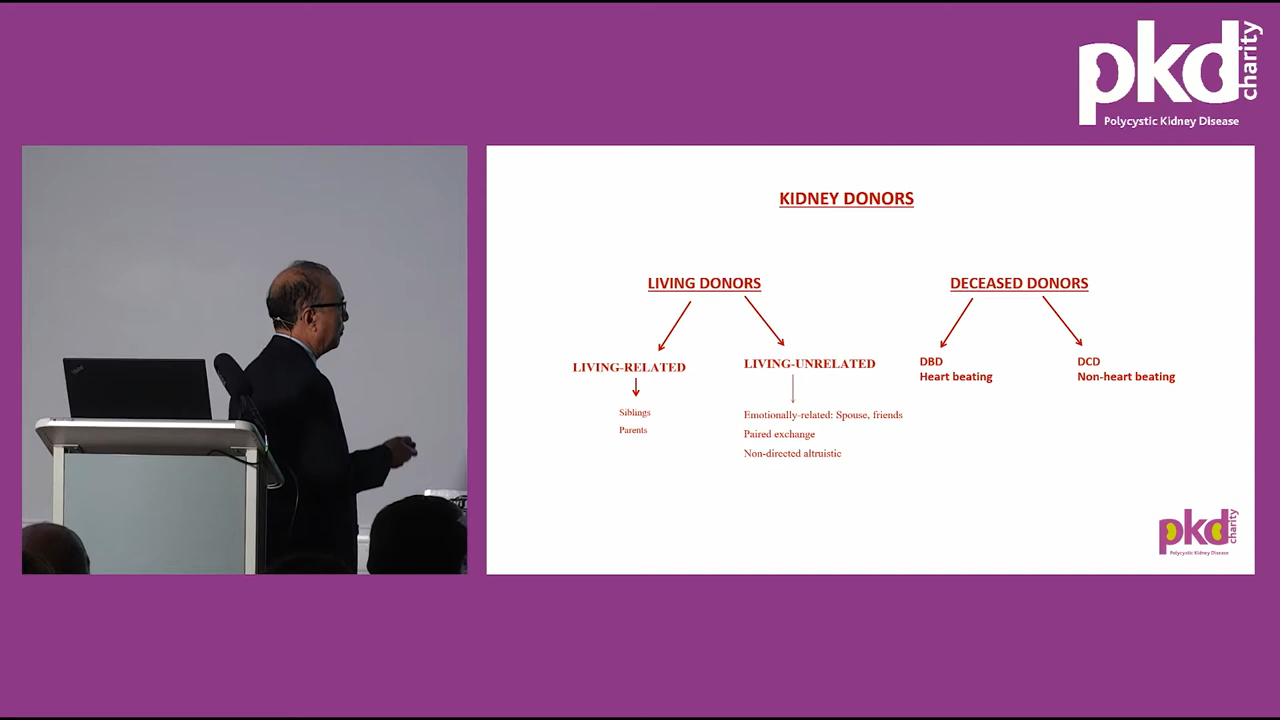 pkd charity
Polycystic Kidney Disease
KIDNEY DONORS
LIVING DONORS
DECEASED DONORS
LIVING-RELATED
LIVING-UNRELATED
DBD
Heart beating
DCD
Non-heart beating
Siblings
Parents
Emotionally-related: Spouse, friends
Paired exchange
Non-directed altruistic
pkd charity
Polycystic Kidney Disease